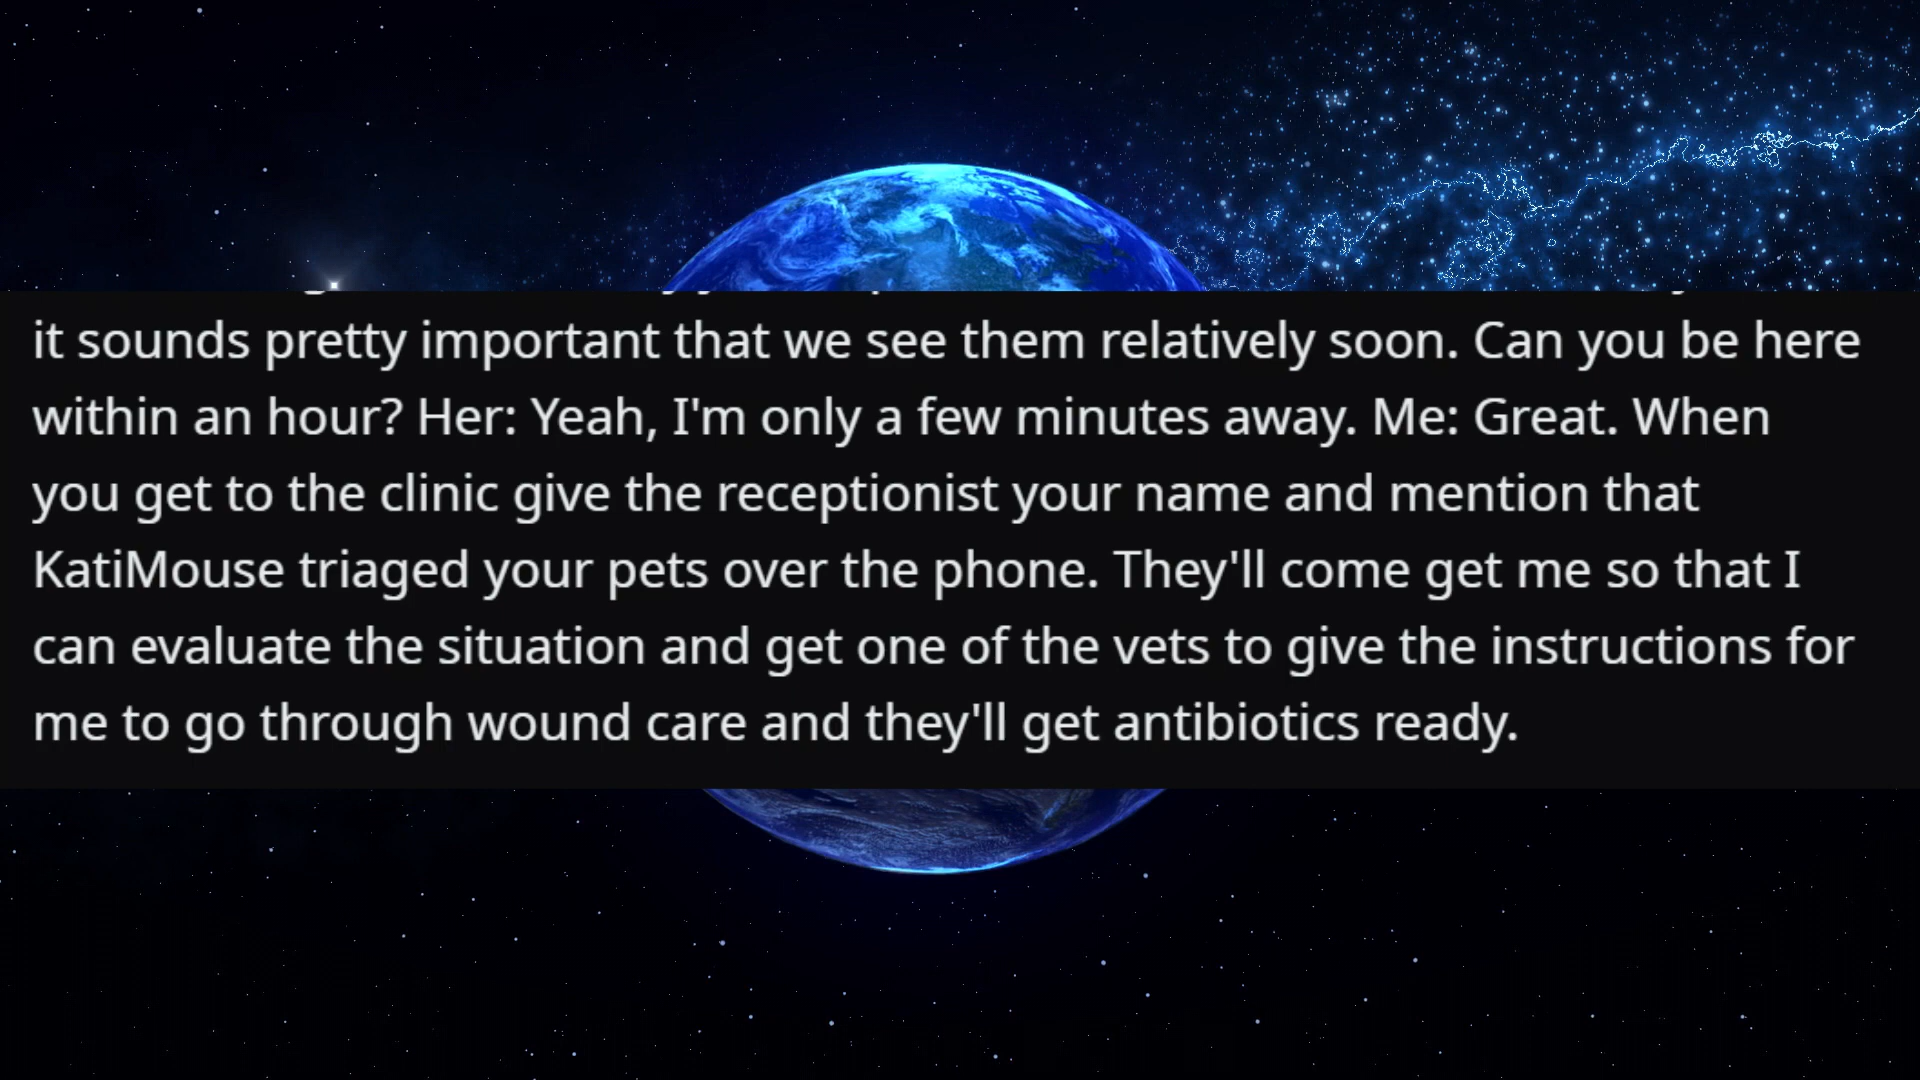 it sounds pretty important that we see them relatively soon. Can you be here
within an hour? Her: Yeah, I'm only a few minutes away. Me: Great. When
you get to the clinic give the receptionist your name and mention that
KatiMouse triaged your pets over the phone. They'll come get me so that I
can evaluate the situation and get one of the vets to give the instructions for
me to go through wound care and they'll get antibiotics ready.